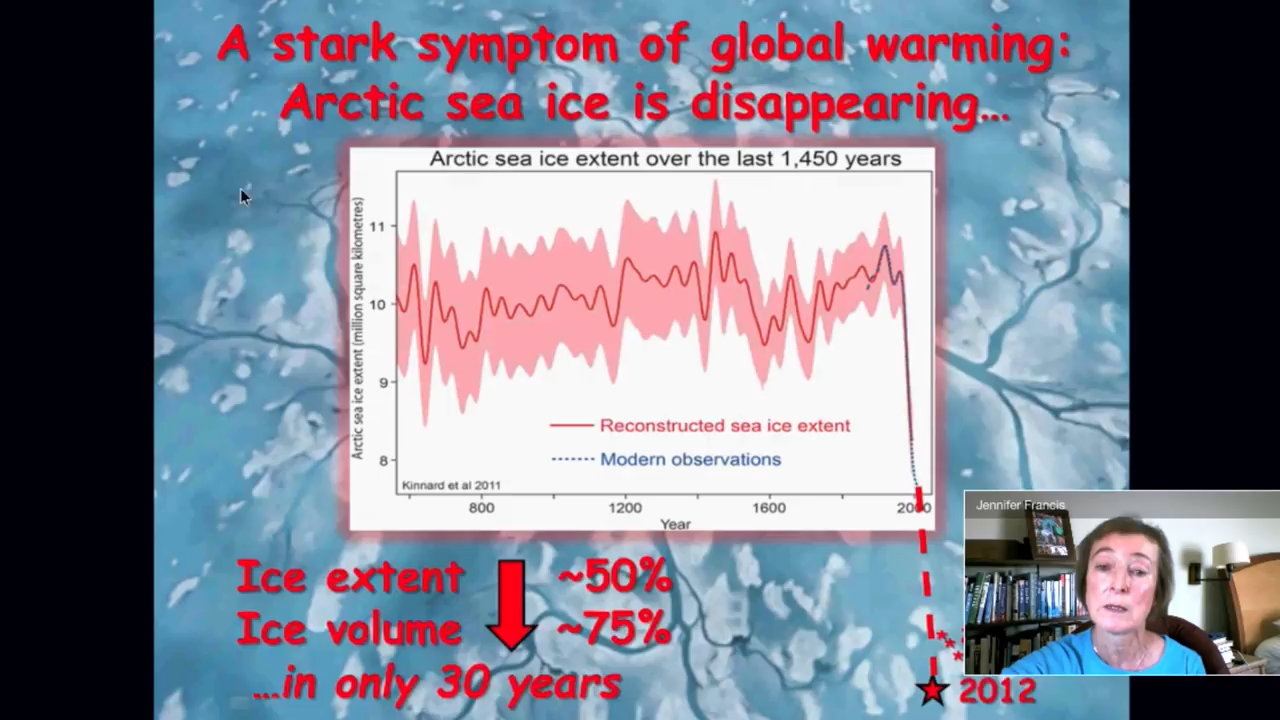 A stark symptom of global warming:
Arctic sea ice is disappearing…
Arctic sea ice extent over the last 1,450 years
Arctic sea ice extent (million square kilometres)
11
10
9
8
Reconstructed sea ice extent
Modern observations
Kinnard et al 2011
800
1200
1600
2000
Year
Jennifer Francis
Ice extent ~50%
Ice volume ~75%
…in only 30 years
2012